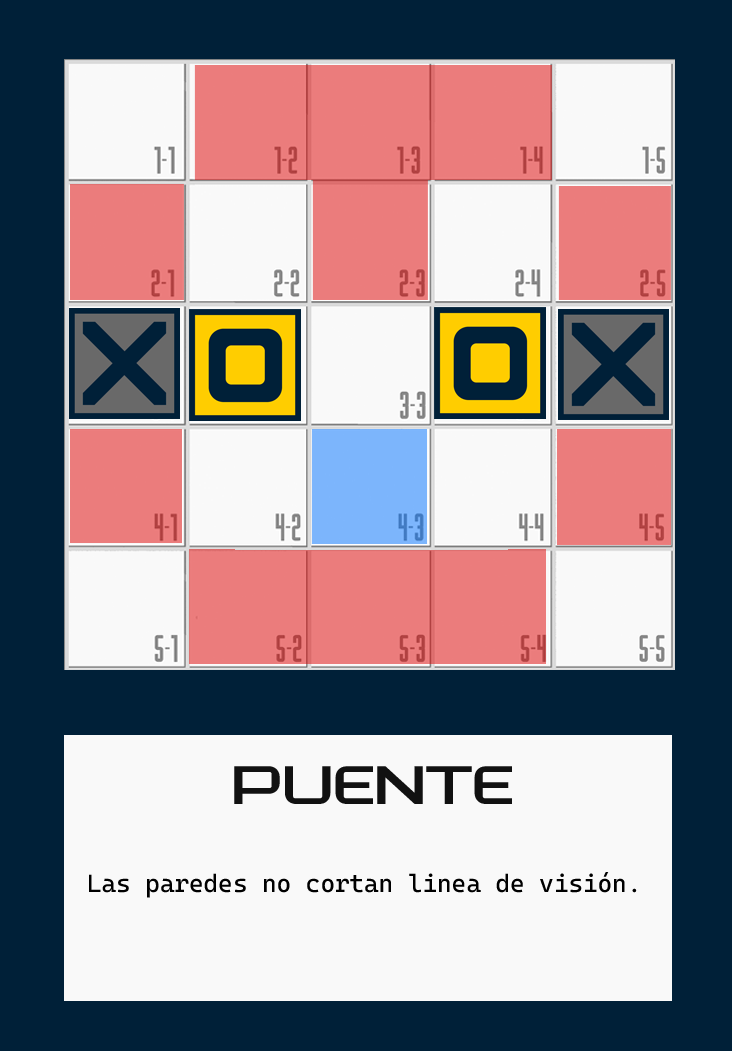 1-1 1-2 1-3 1-4 1-5
2-1 2-2 2-3 2-4 2-5
X O 3-3 O X
4-1 4-2 4-3 4-4 4-5
5-1 5-2 5-3 5-4 5-5
PUENTE
Las paredes no cortan linea de visión.